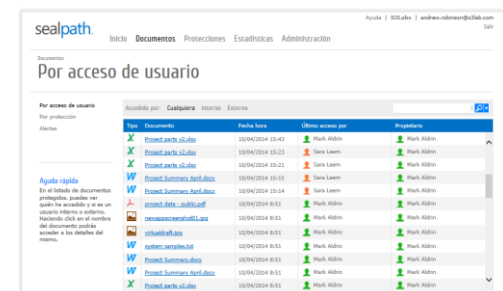 Ayuda | S3Labs | andrew.robinson@s3lab.com
Salir
sealpath.
Inicio Documentos Protecciones Estadísticas Administración
Documentos
Por acceso de usuario
Por acceso de usuario
Por protección
Alertas
Accedido por: Cualquiera Interno Externo
Tipo Documento Fecha hora Último acceso por Propietario
Project parts v2.xlsx 10/04/2014 15:43 Mark Aldrin Mark Aldrin
Project parts v2.xlsx 10/04/2014 15:23 Sara Leem Mark Aldrin
Project parts v2.xlsx 10/04/2014 15:21 Sara Leem Mark Aldrin
Project Summary April.docx 10/04/2014 15:15 Sara Leem Mark Aldrin
Project Summary April.docx 10/04/2014 15:14 Sara Leem Mark Aldrin
project data - public.pdf 10/04/2014 8:51 Mark Aldrin Mark Aldrin
newappscreenshot01.jpg 10/04/2014 8:51 Mark Aldrin Mark Aldrin
virtualdraft.jpg 10/04/2014 8:51 Mark Aldrin Mark Aldrin
system samples.txt 10/04/2014 8:51 Mark Aldrin Mark Aldrin
Project Summary.docx 10/04/2014 8:51 Mark Aldrin Mark Aldrin
Project Summary April.docx 10/04/2014 8:51 Mark Aldrin Mark Aldrin
Project parts v2.xlsx 10/04/2014 8:51 Mark Aldrin Mark Aldrin
Ayuda rápida
En el listado de documentos
protegidos, puedes ver
quién ha accedido y si es un
usuario interno o externo.
Haciendo click en el nombre
del documento podrás
acceder a los detalles del
mismo.